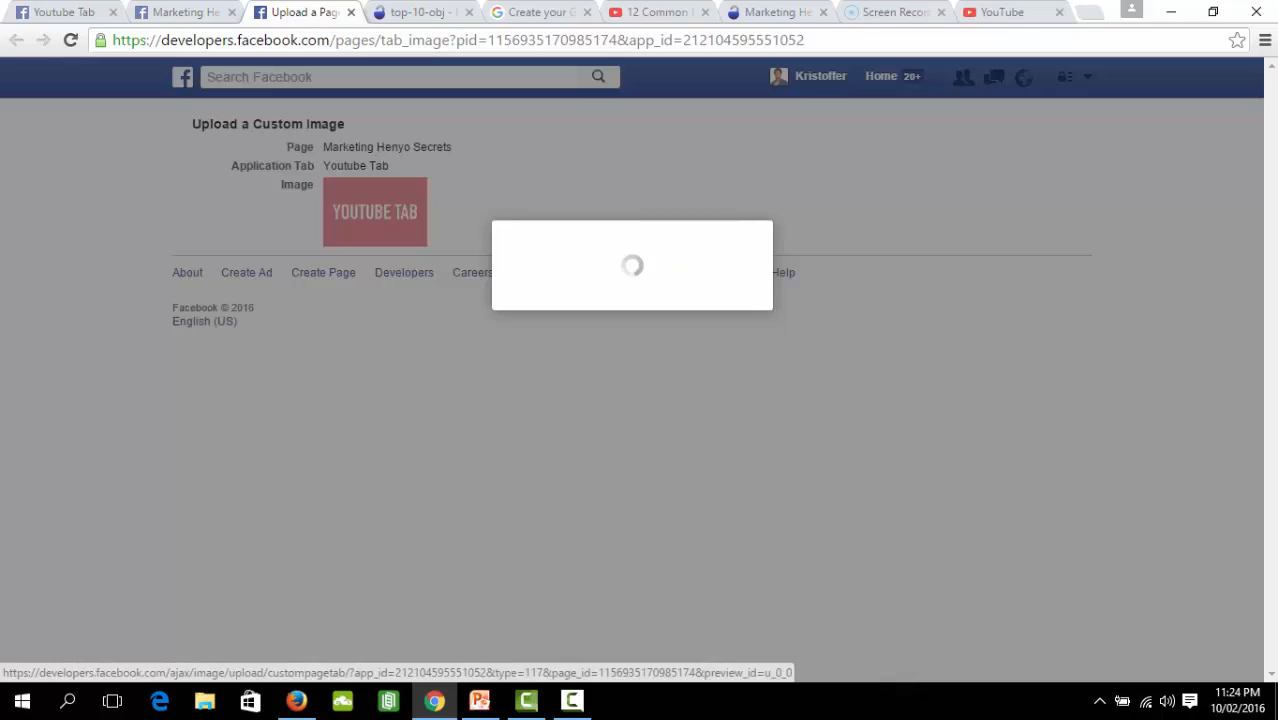 Youtube Tab
Marketing He
Upload a Pag
top-10-obj -
Create your G
12 Common
Marketing He
Screen Recor
YouTube
https://developers.facebook.com/pages/tab_image?pid=1156935170985174&app_id=212104595551052
Search Facebook
Kristoffer
Home 20+
Upload a Custom Image
Page Marketing Henyo Secrets
Application Tab Youtube Tab
Image
YOUTUBE TAB
About Create Ad Create Page Developers Careers Help
Facebook © 2016
English (US)
https://developers.facebook.com/ajax/image/upload/custompagetab/?app_id=212104595551052&type=117&page_id=1156935170985174&preview_id=u_0_0
11:24 PM
10/02/2016